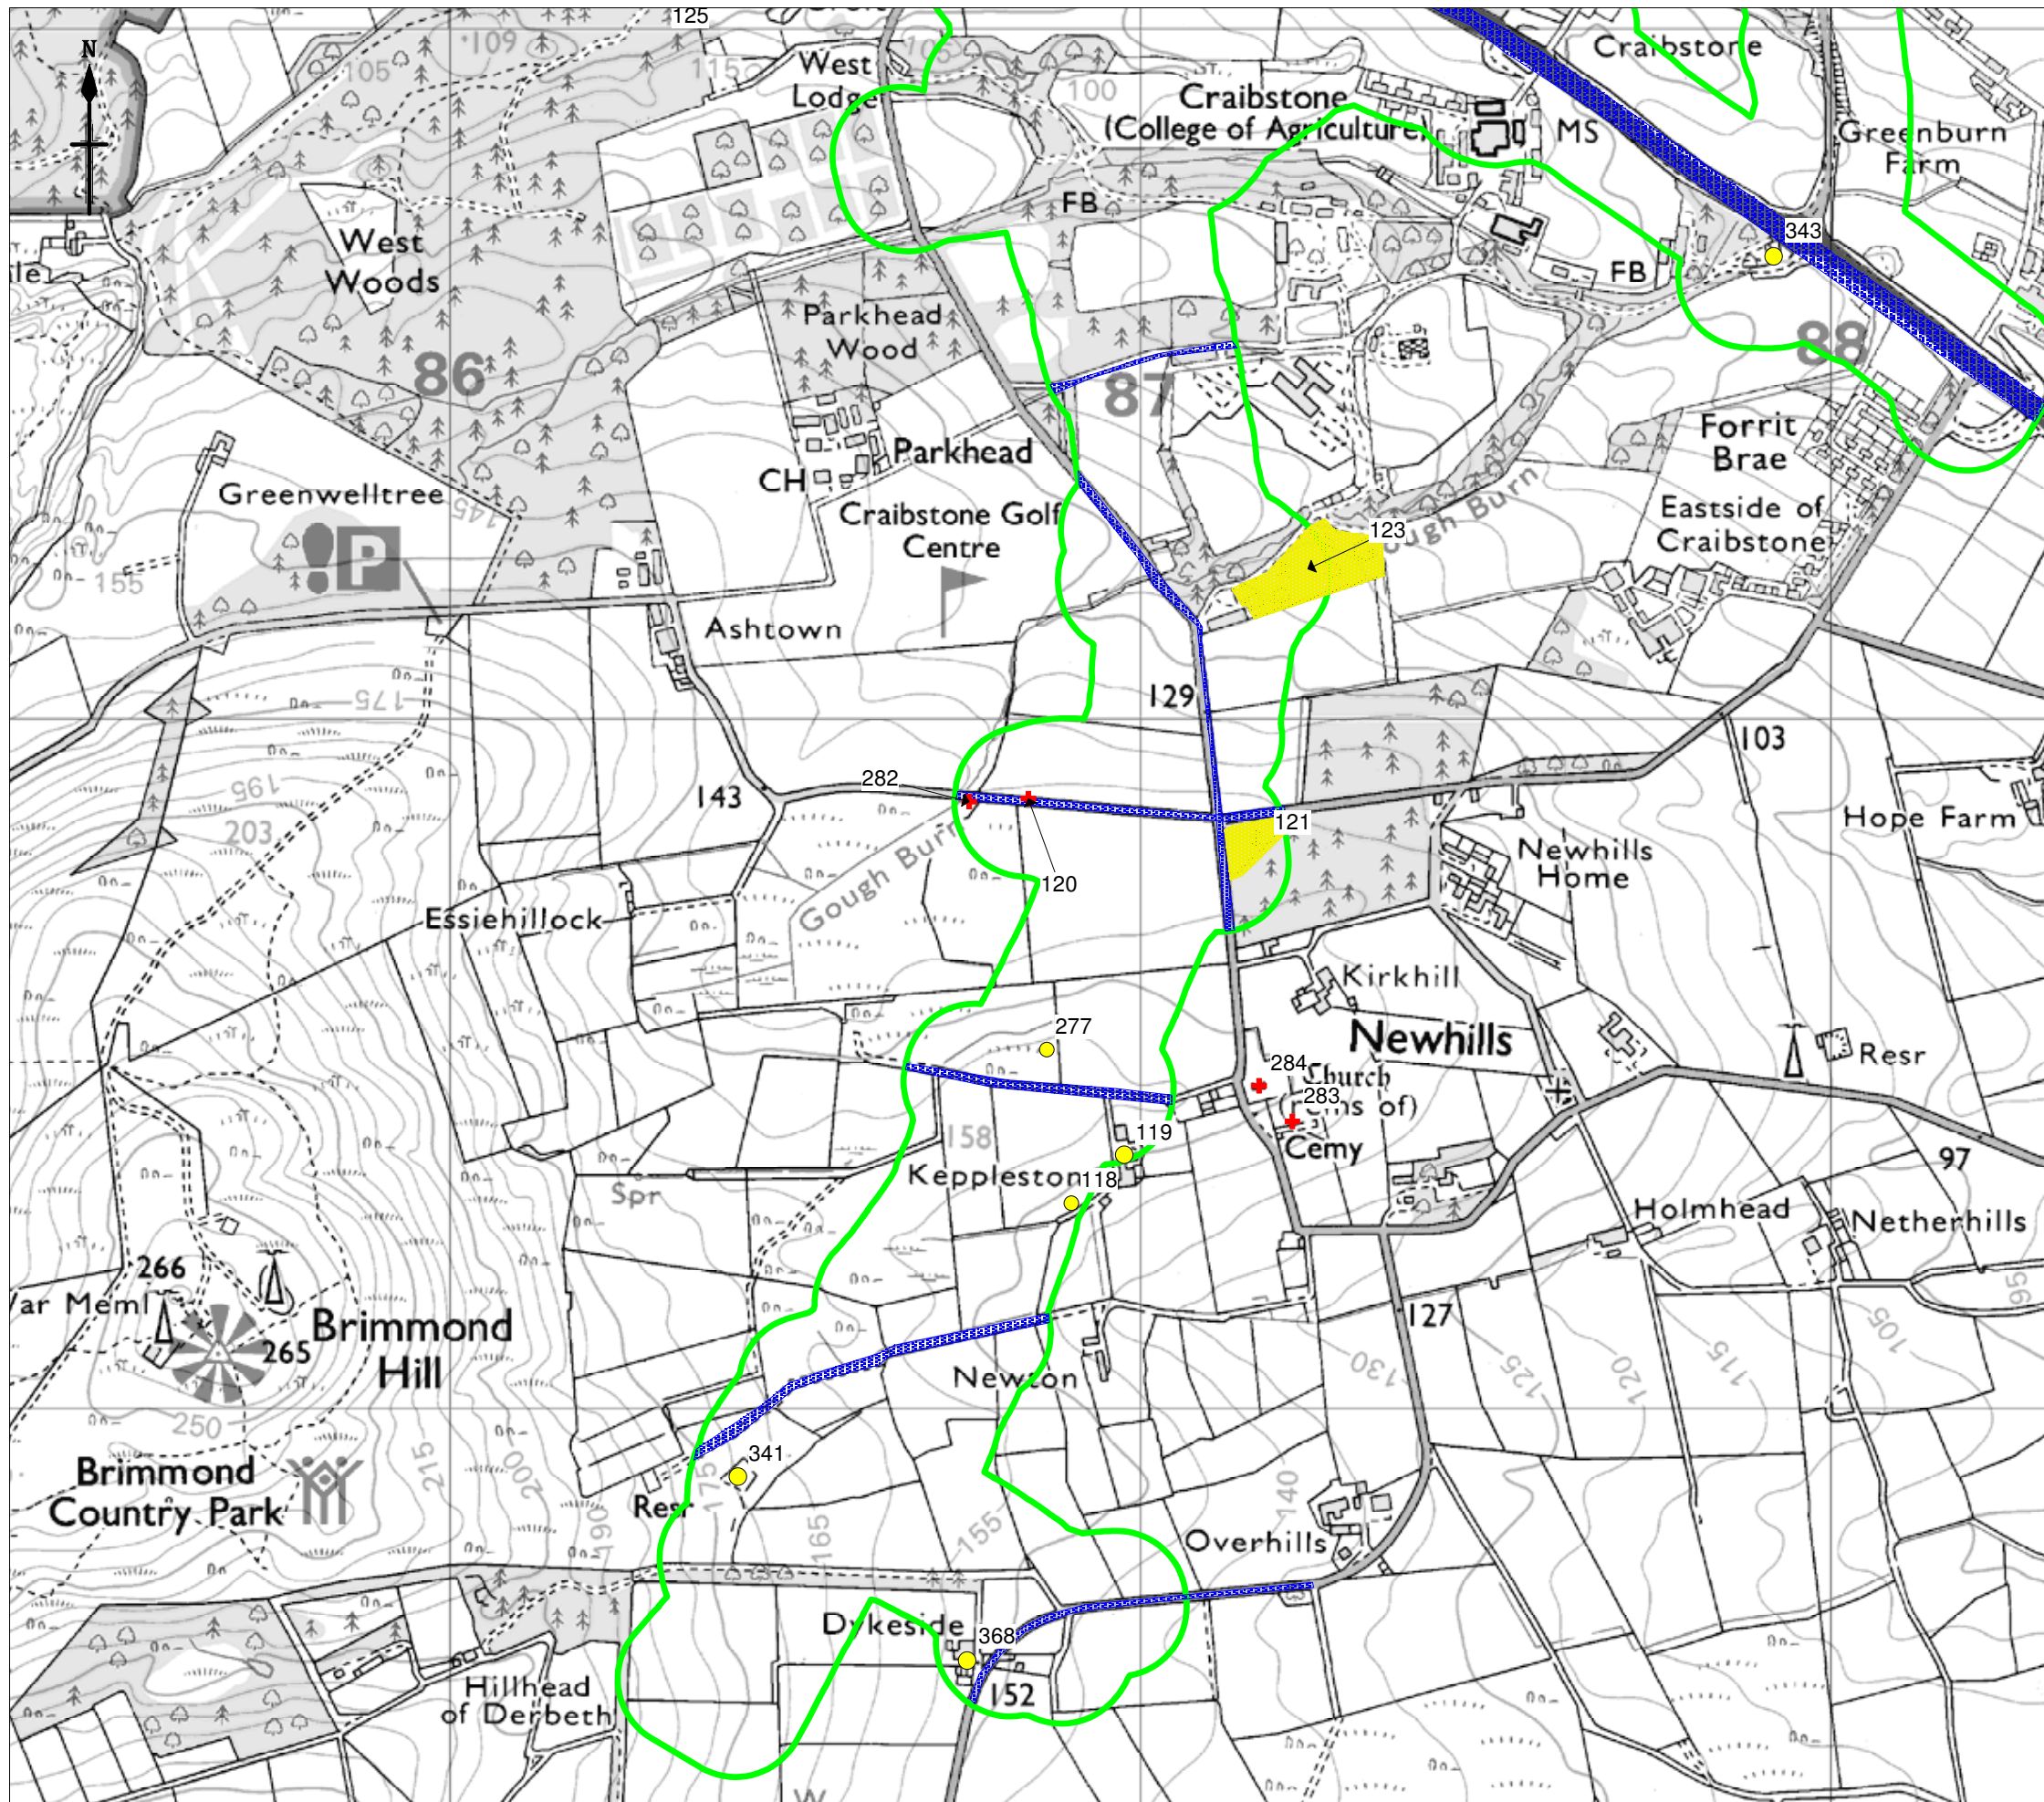 125
N
109
105
115
105
100
West
Lodge
Craibstone
(College of Agriculture)
MS
Craibstone
Greenburn
Farm
FB
343
FB
West
Woods
Parkhead
Wood
86
87
88
Forrit
Brae
Parkhead
CH
Greenwelltree
145
P
Craibstone Golf
Centre
Eastside of
Craibstone
123
155
Ashtown
129
175
103
195
203
143
282
121
Hope Farm
Gough Burn
120
Newhills
Home
Essiehillock
Kirkhill
277
Newhills
284
Church
283
Resr
Cemy
119
158
Keppleston
118
97
Spr
Holmhead
Netherhills
266
127
105
95
265
Brimmond
Hill
130
125
120
115
Newton
250
Brimmond
Country Park
215
200
341
175
Resr
140
190
165
155
Overhills
Dykeside
368
152
Hillhead
of Derbeth
W